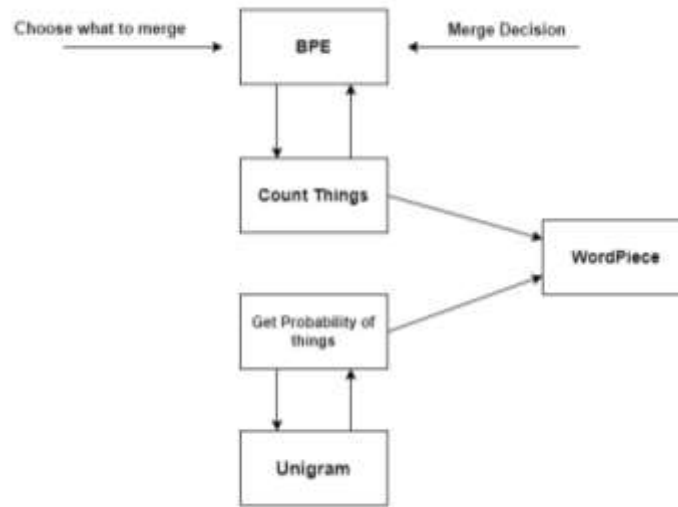 Choose what to merge
BPE
Merge Decision
Count Things
WordPiece
Get Probability of
things
Unigram